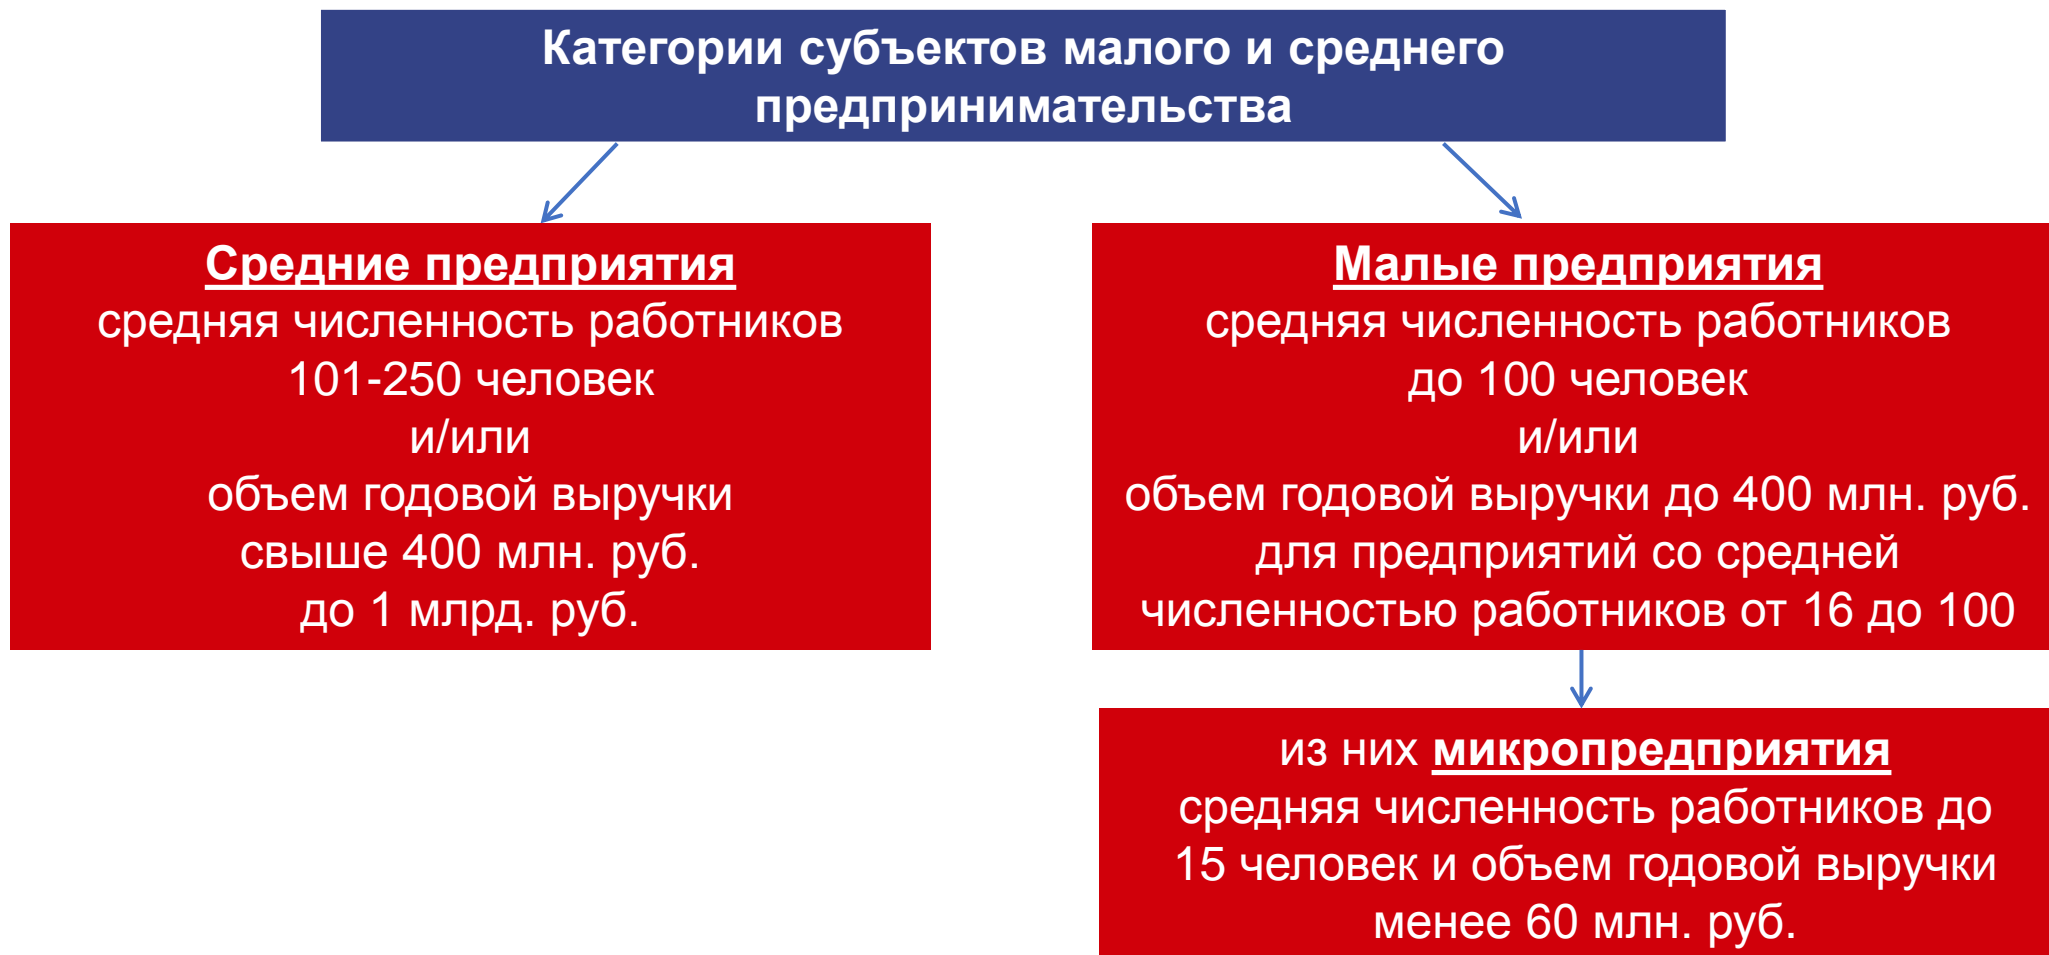 Категории субъектов малого и среднего
предпринимательства
Средние предприятия
средняя численность работников
101-250 человек
и/или
объем годовой выручки
свыше 400 млн. руб.
до 1 млрд. руб.
Малые предприятия
средняя численность работников
до 100 человек
и/или
объем годовой выручки до 400 млн. руб.
для предприятий со средней
численностью работников от 16 до 100
из них микропредприятия
средняя численность работников до
15 человек и объем годовой выручки
менее 60 млн. руб.